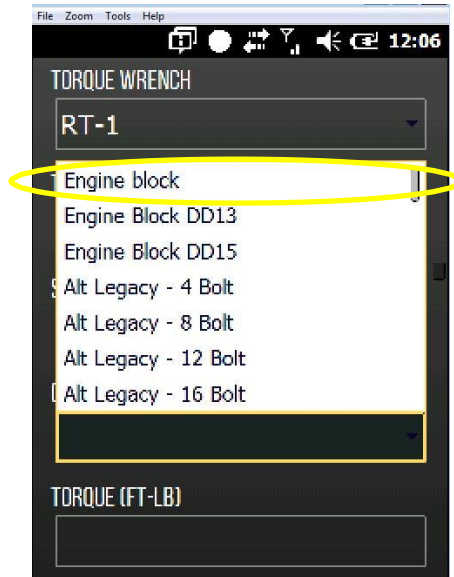 File Zoom Tools Help
12:06
TORQUE WRENCH
RT-1
Engine block
Engine Block DD13
Engine Block DD15
Alt Legacy - 4 Bolt
Alt Legacy - 8 Bolt
Alt Legacy - 12 Bolt
Alt Legacy - 16 Bolt
TORQUE (FT-LB)